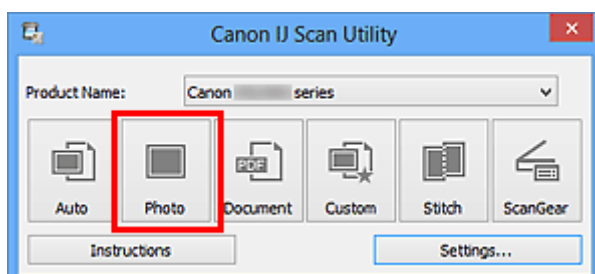 Canon IJ Scan Utility
Product Name: Canon series
Auto Photo Document Custom Stitch ScanGear
PDF
Instructions Settings...